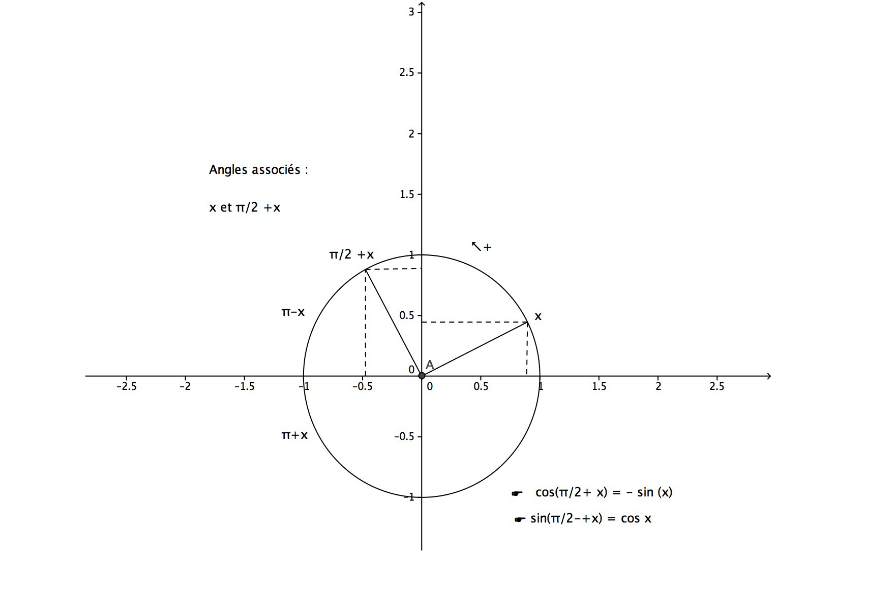 3
2.5
2
Angles associés :
1.5
x et π/2 +x
π/2 +x
1
+
π-x
0.5
x
0
A
-2.5 -2 -1.5 -1 -0.5 0 0.5 1 1.5 2 2.5
π+x
-0.5
cos(π/2+ x) = - sin (x)
-1
sin(π/2-+x) = cos x